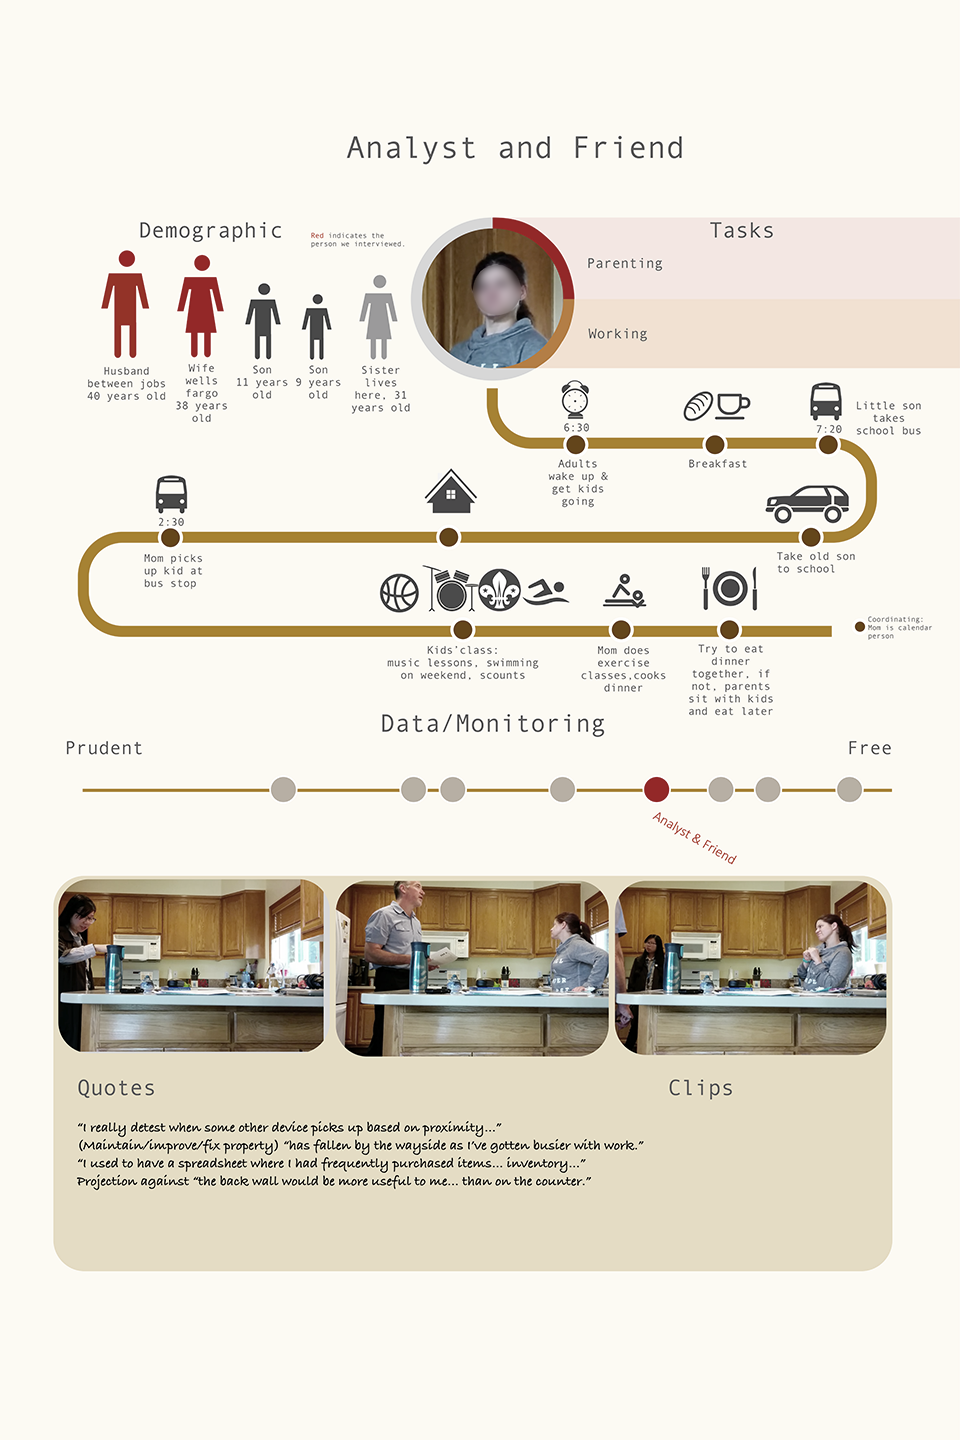 Analyst and Friend
Demographic
Red indicates the
person we interviewed.
Tasks
Parenting
Working
Husband
between jobs
40 years old
Wife
wells
fargo
38 years
old
Son
11 years
old
Son
9 years
old
Sister
lives
here, 31
years old
6:30
Adults
wake up &
get kids
going
Breakfast
7:20
Little son
takes
school bus
Take old son
to school
2:30
Mom picks
up kid at
bus stop
Kids'class:
music lessons, swimming
on weekend, scounts
Mom does
exercise
classes,cooks
dinner
Try to eat
dinner
together, if
not, parents
sit with kids
and eat later
Coordinating:
Mom is calendar
person
Data/Monitoring
Prudent
Free
Analyst & Friend
Quotes
Clips
“I really detest when some other device picks up based on proximity...”
(Maintain/improve/fix property) “has fallen by the wayside as I've gotten busier with work.”
“I used to have a spreadsheet where I had frequently purchased items... inventory...”
Projection against “the back wall would be more useful to me... than on the counter.”